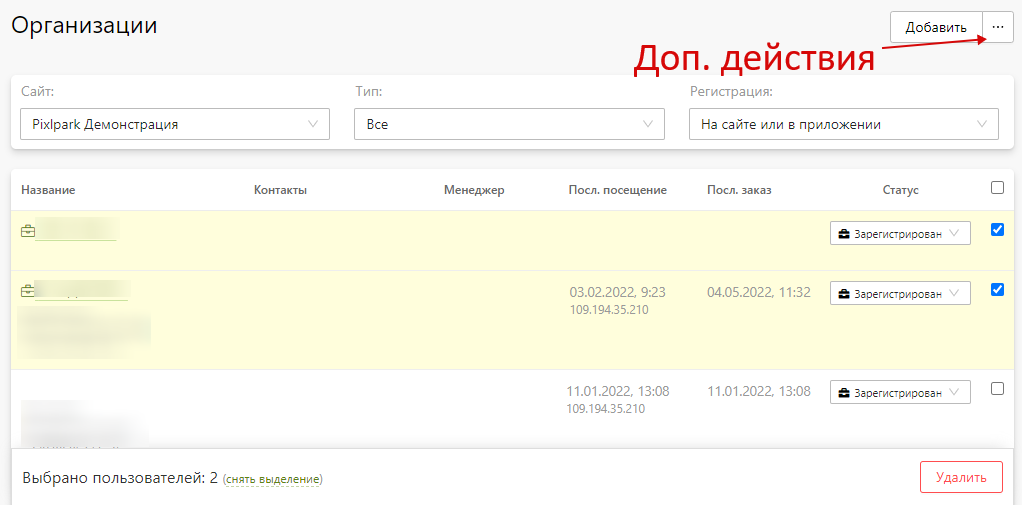 Организации
Добавить ...
Доп. действия
Сайт: Тип: Регистрация:
Pixlpark Демонстрация Все На сайте или в приложении
Название Контакты Менеджер Посл. посещение Посл. заказ Статус
Зарегистрирован
03.02.2022, 9:23 04.05.2022, 11:32 Зарегистрирован
109.194.35.210
11.01.2022, 13:08 11.01.2022, 13:08 Зарегистрирован
109.194.35.210
Выбрано пользователей: 2 (снять выделение) Удалить